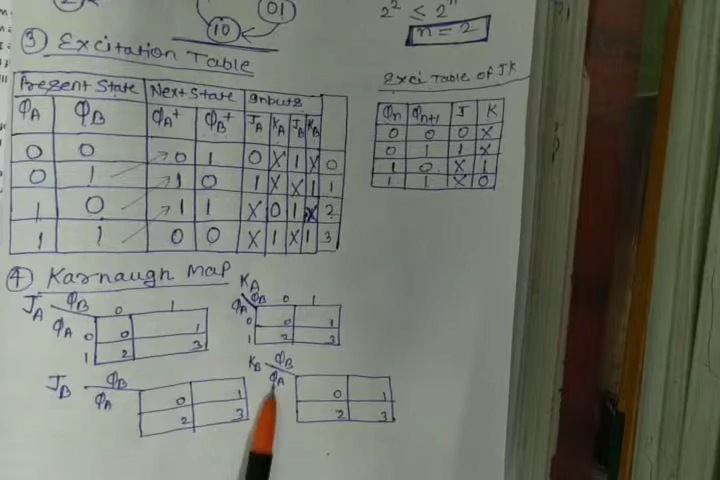 01
10
2² ≤ 2ⁿ
n = 2
③ Excitation Table
Present State Next State Inputs
ϕA ϕB ϕA+ ϕB+ JA KA JB KB
0 0 0 1 0 X 1 X 0
0 1 1 0 1 X X 1 1
1 0 1 1 X 0 1 X 2
1 1 0 0 X 1 X 1 3
Exci Table of JK
ϕn ϕn+1 J K
0 0 0 X
0 1 1 X
1 0 X 1
1 1 X 0
④ Karnaugh Map
JA ϕB 0 1
ϕA 0 0 1
1 2 3
KA
ϕA ϕB 0 1
0 0 1
1 2 3
JB ϕB
ϕA 0 1
2 3
KB ϕB
ϕA 0 1
2 3